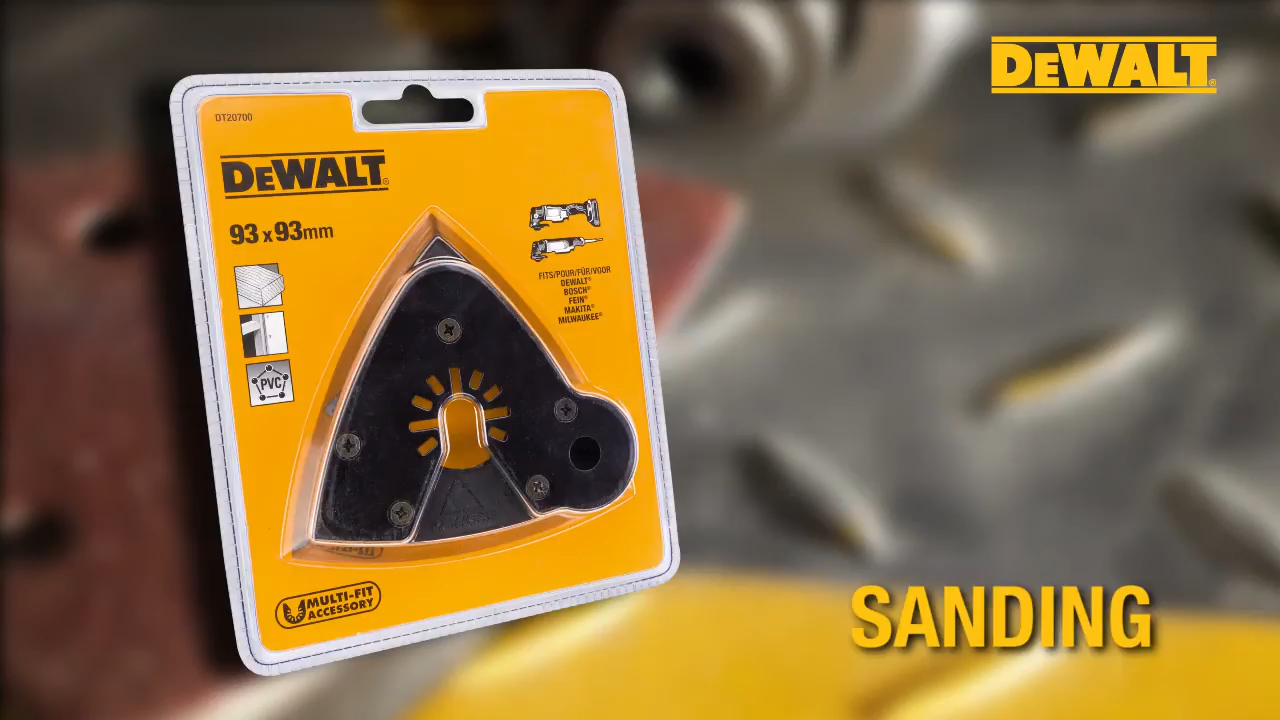 DEWALT
DT20700
DEWALT
93 x 93mm
FITS/POUR/FÜR/VOOR
DEWALT®
BOSCH®
FEIN®
MAKITA®
MILWAUKEE®
PVC
MULTI-FIT
ACCESSORY
SANDING